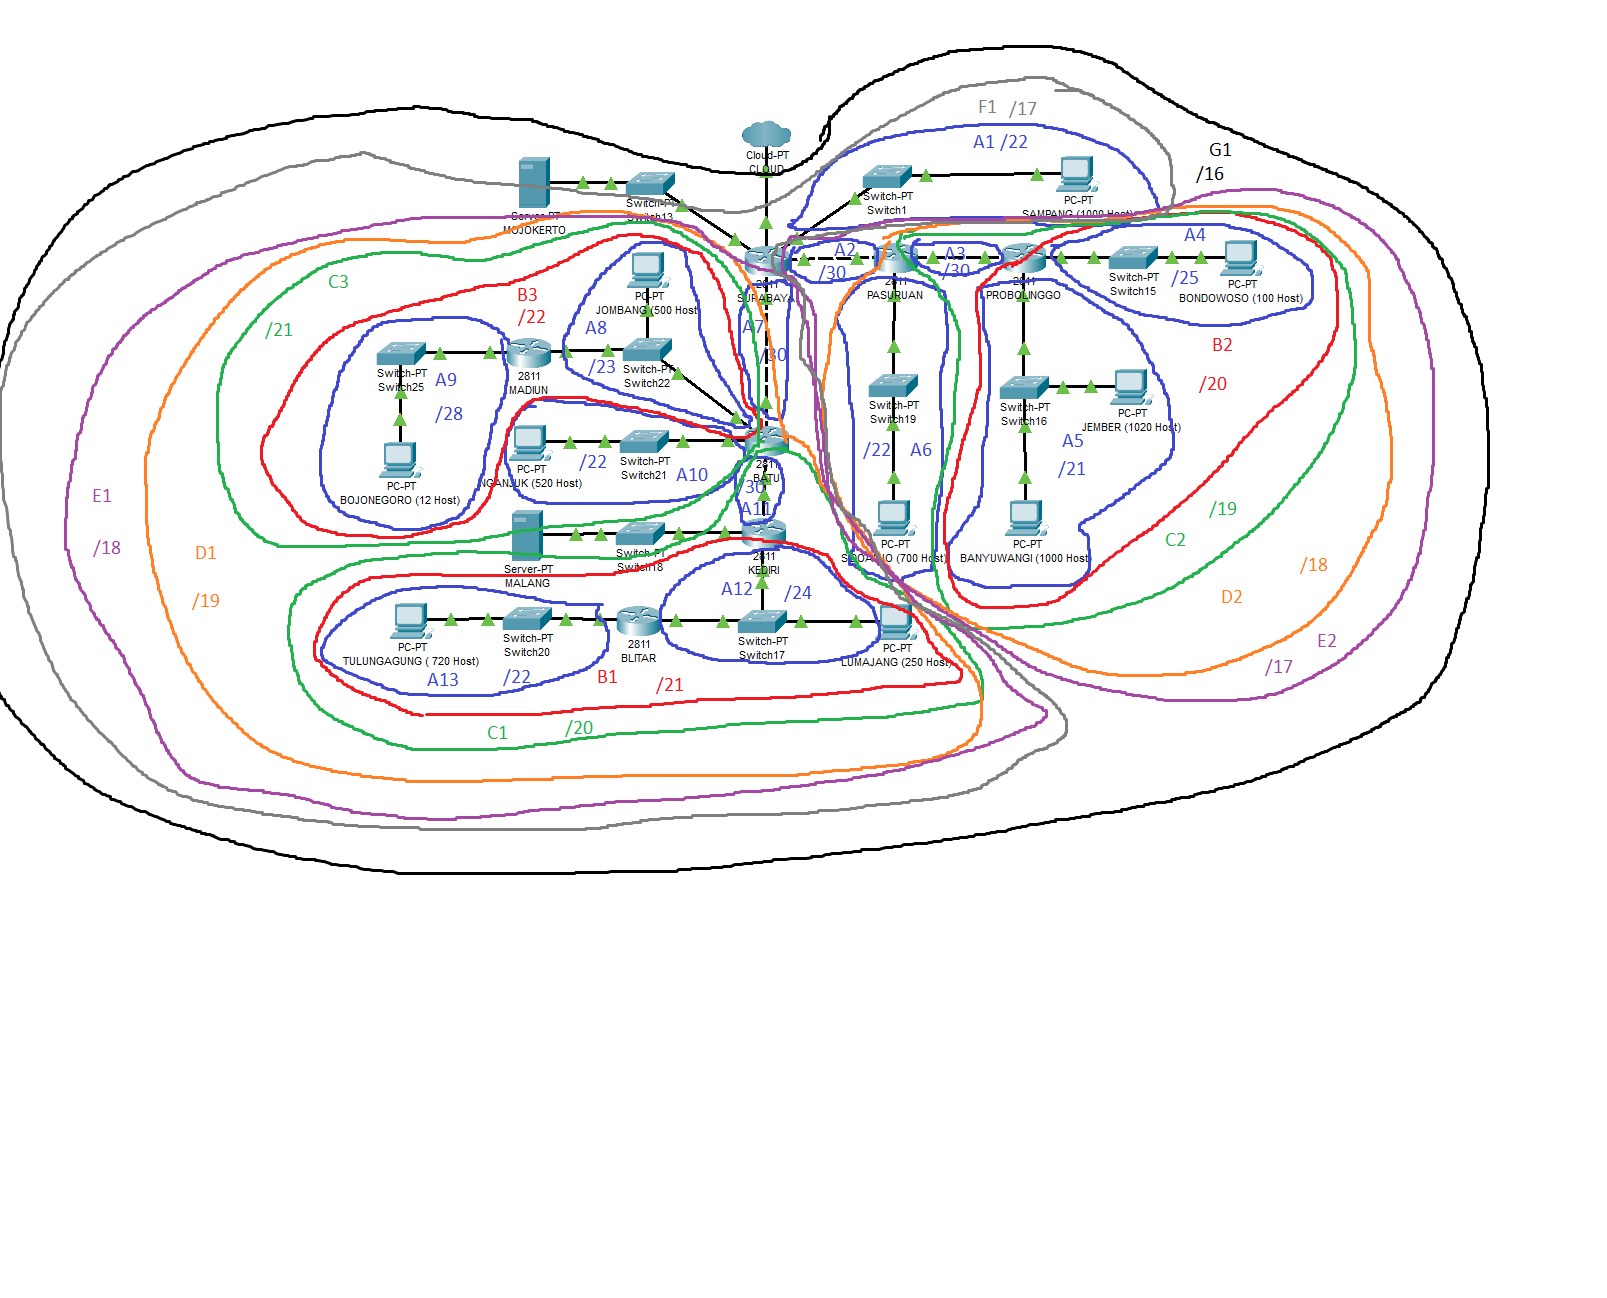 F1 /17
A1 /22
G1
/16
Cloud-PT
CLOUD
Server-PT
MOJOKERTO
Switch-PT
Switch13
Switch-PT
Switch1
PC-PT
SAMPANG (1000 Host)
A2
/30
A3
/30
A4
/25
2811
SURABAYA
2811
PASURUAN
2811
PROBOLINGGO
Switch-PT
Switch15
PC-PT
BONDOWOSO (100 Host)
C3
/21
B3
/22
PC-PT
JOMBANG (500 Host
A7
/30
A8
/23
B2
/20
Switch-PT
Switch25
A9
/28
2811
MADIUN
Switch-PT
Switch22
Switch-PT
Switch19
Switch-PT
Switch16
PC-PT
JEMBER (1020 Host)
/22 A6
A5
/21
2811
BATU
PC-PT
NGANJUK (520 Host)
/22
Switch-PT
Switch21
A10
PC-PT
BOJONEGORO (12 Host)
E1
/18
30
A11
Server-PT
MALANG
Switch-PT
Switch18
2811
KEDIRI
PC-PT
SIDOARJO (700 Host)
PC-PT
BANYUWANGI (1000 Host)
/19
C2
/18
D2
D1
/19
A12 /24
PC-PT
TULUNGAGUNG ( 720 Host)
Switch-PT
Switch20
2811
BLITAR
Switch-PT
Switch17
PC-PT
LUMAJANG (250 Host)
E2
/17
A13 /22
B1 /21
C1 /20